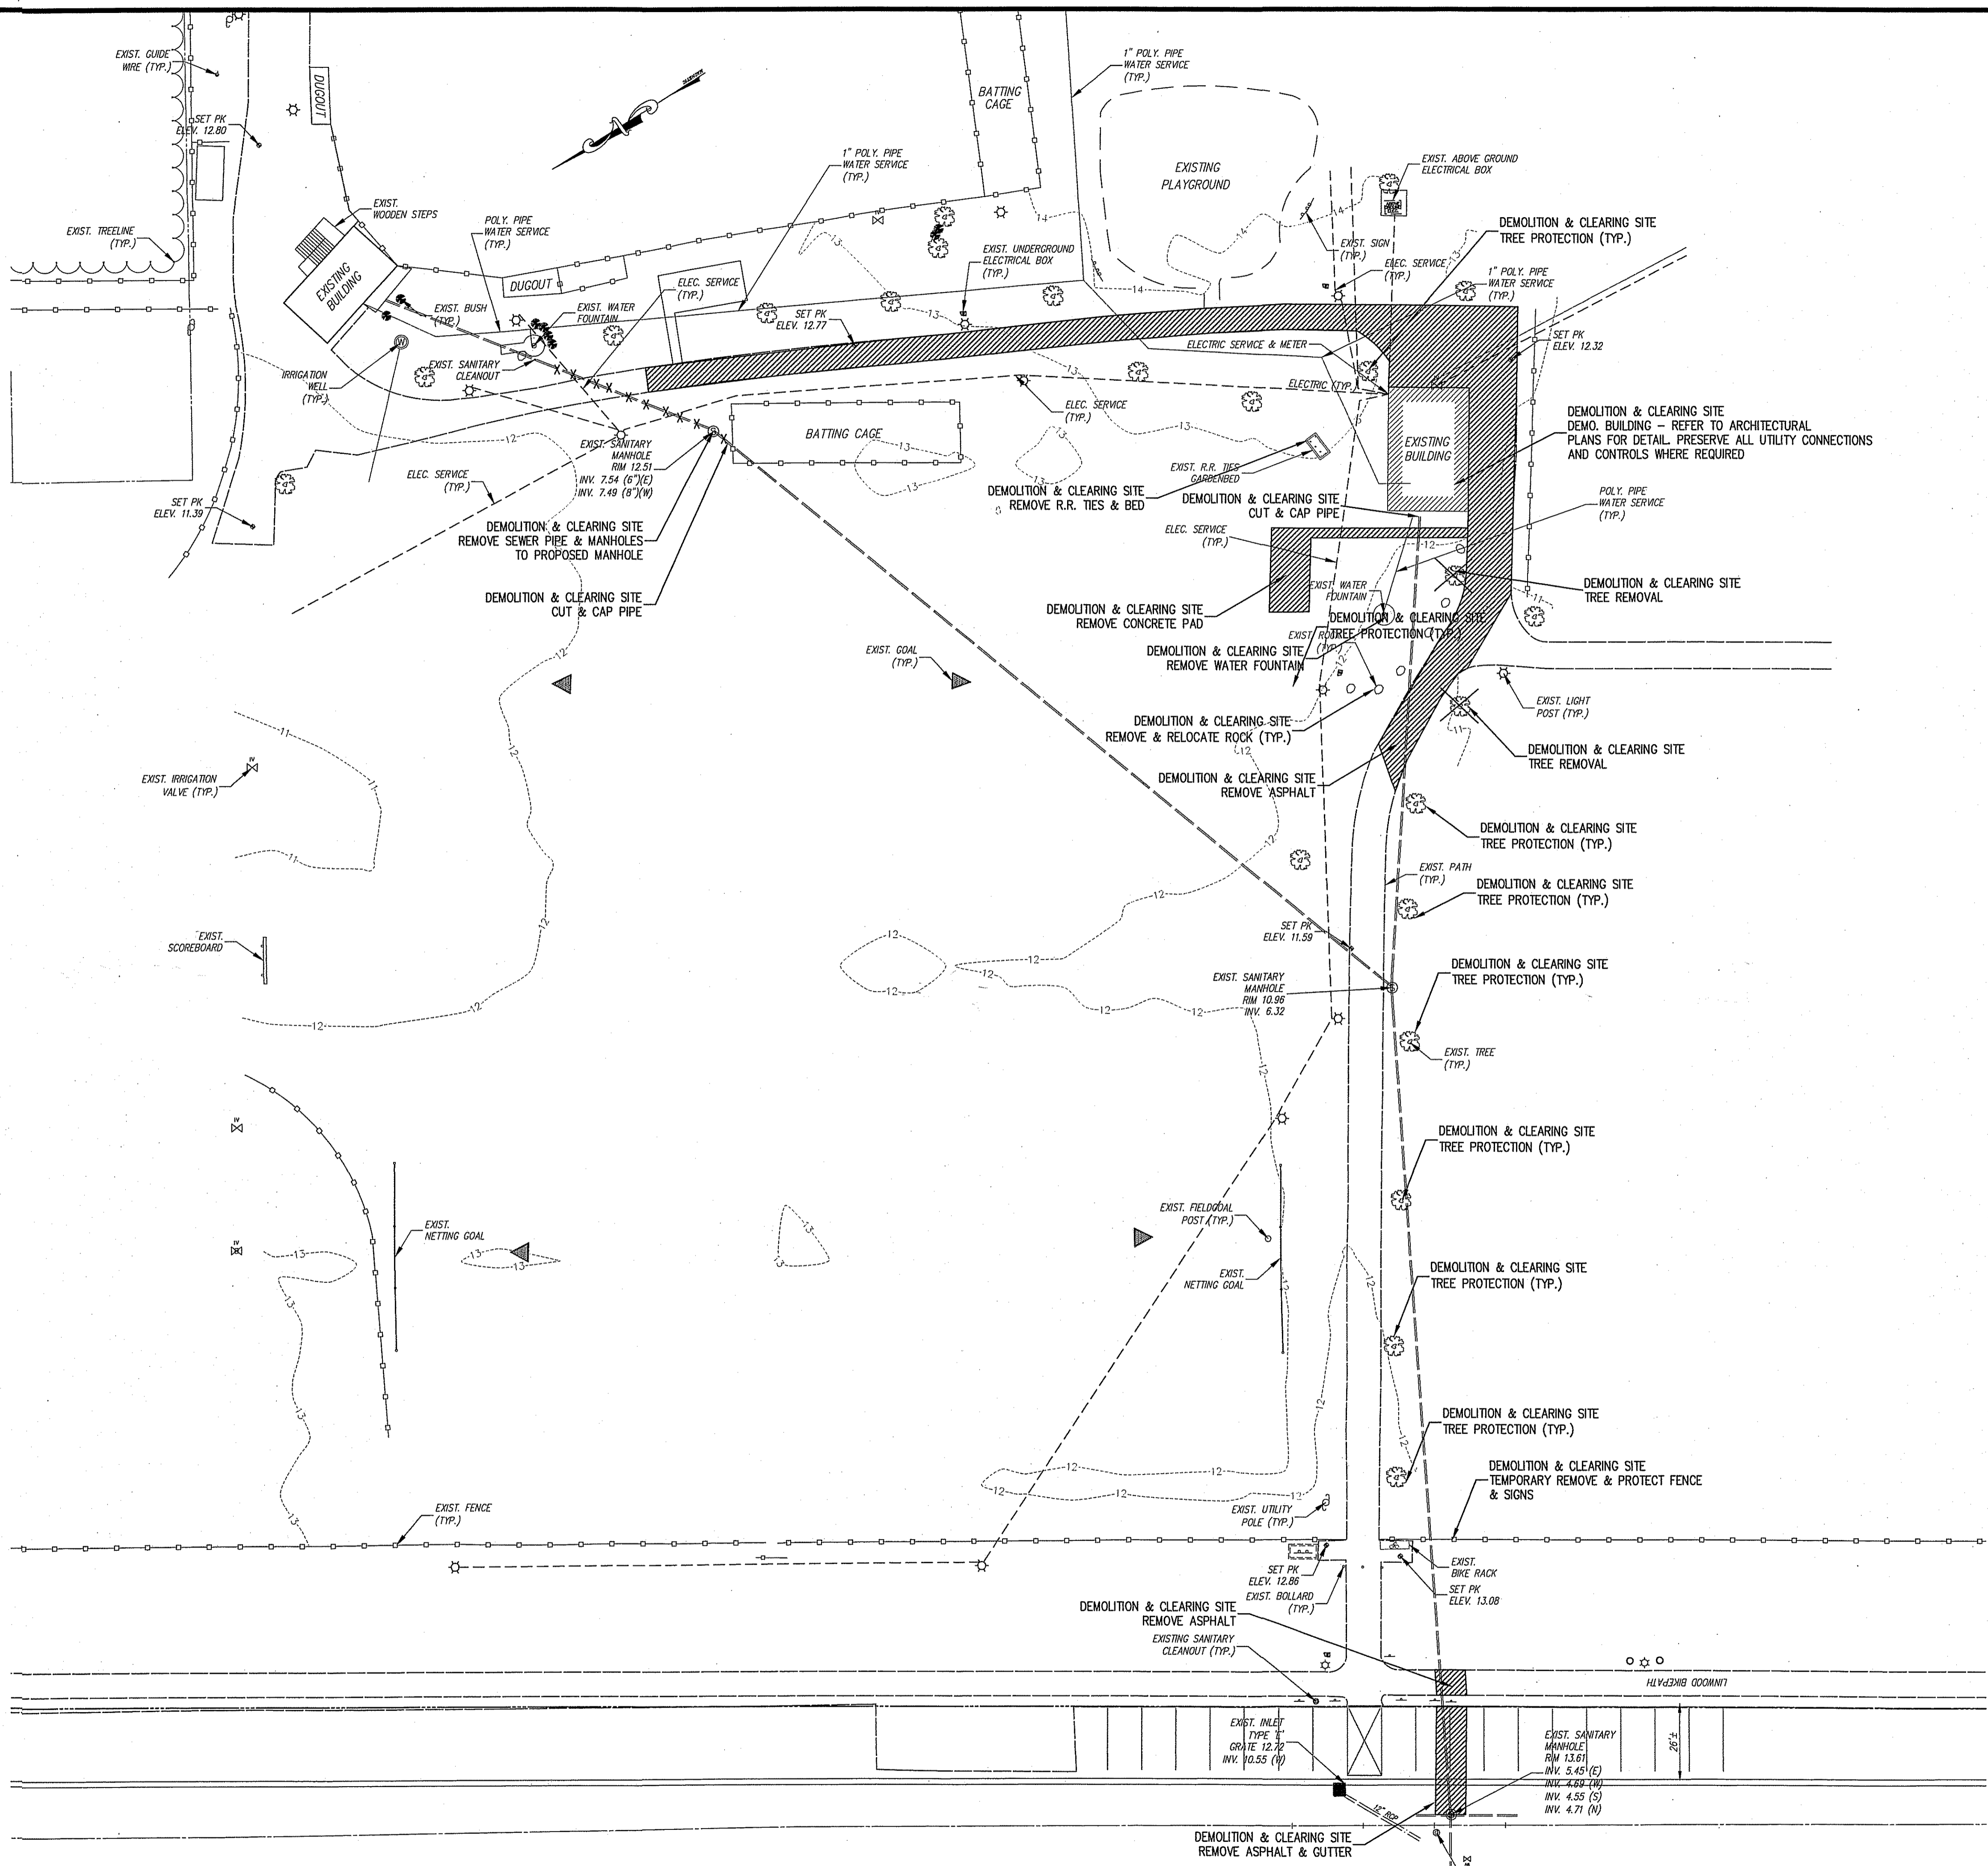 EXIST. GUIDE
WIRE (TYP.)
DUGOUT
SET PK
ELEV. 12.80
EXIST. TREELINE
(TYP.)
EXIST.
WOODEN STEPS
EXISTING
BUILDING
POLY. PIPE
WATER SERVICE
(TYP.)
1" POLY. PIPE
WATER SERVICE
(TYP.)
BATTING
CAGE
1" POLY. PIPE
WATER SERVICE
(TYP.)
EXISTING
PLAYGROUND
EXIST. ABOVE GROUND
ELECTRICAL BOX
DEMOLITION & CLEARING SITE
TREE PROTECTION (TYP.)
EXIST. SIGN
(TYP.)
ELEC. SERVICE
(TYP.)
1" POLY. PIPE
WATER SERVICE
(TYP.)
EXIST. UNDERGROUND
ELECTRICAL BOX
(TYP.)
DUGOUT
ELEC. SERVICE
(TYP.)
EXIST. BUSH
(TYP.)
EXIST. WATER
FOUNTAIN
SET PK
ELEV. 12.77
SET PK
ELEV. 12.32
ELECTRIC SERVICE & METER
ELECTRIC (TYP.)
IRRIGATION
WELL
(TYP.)
EXIST. SANITARY
CLEANOUT
ELEC. SERVICE
(TYP.)
BATTING CAGE
EXIST. SANITARY
MANHOLE
RIM 12.51
INV. 7.54 (6")(E)
INV. 7.49 (8")(W)
ELEC. SERVICE
(TYP.)
SET PK
ELEV. 11.39
EXISTING
BUILDING
DEMOLITION & CLEARING SITE
DEMO. BUILDING – REFER TO ARCHITECTURAL
PLANS FOR DETAIL. PRESERVE ALL UTILITY CONNECTIONS
AND CONTROLS WHERE REQUIRED
EXIST. R.R. TIES
GARDENBED
DEMOLITION & CLEARING SITE
REMOVE R.R. TIES & BED
DEMOLITION & CLEARING SITE
CUT & CAP PIPE
POLY. PIPE
WATER SERVICE
(TYP.)
DEMOLITION & CLEARING SITE
REMOVE SEWER PIPE & MANHOLES
TO PROPOSED MANHOLE
ELEC. SERVICE
(TYP.)
DEMOLITION & CLEARING SITE
CUT & CAP PIPE
EXIST. WATER
FOUNTAIN
DEMOLITION & CLEARING SITE
TREE REMOVAL
DEMOLITION & CLEARING SITE
REMOVE CONCRETE PAD
DEMOLITION & CLEARING SITE
TREE PROTECTION (TYP.)
EXIST. ROCK
(TYP.)
DEMOLITION & CLEARING SITE
REMOVE WATER FOUNTAIN
EXIST. GOAL
(TYP.)
EXIST. LIGHT
POST (TYP.)
DEMOLITION & CLEARING SITE
REMOVE & RELOCATE ROCK (TYP.)
DEMOLITION & CLEARING SITE
TREE REMOVAL
EXIST. IRRIGATION
VALVE (TYP.)
IV
DEMOLITION & CLEARING SITE
REMOVE ASPHALT
DEMOLITION & CLEARING SITE
TREE PROTECTION (TYP.)
EXIST. PATH
(TYP.)
DEMOLITION & CLEARING SITE
TREE PROTECTION (TYP.)
EXIST.
SCOREBOARD
SET PK
ELEV. 11.59
EXIST. SANITARY
MANHOLE
RIM 10.96
INV. 6.32
DEMOLITION & CLEARING SITE
TREE PROTECTION (TYP.)
EXIST. TREE
(TYP.)
IV
DEMOLITION & CLEARING SITE
TREE PROTECTION (TYP.)
EXIST. FIELDGOAL
POST (TYP.)
EXIST.
NETTING GOAL
IV
EXIST.
NETTING GOAL
DEMOLITION & CLEARING SITE
TREE PROTECTION (TYP.)
DEMOLITION & CLEARING SITE
TREE PROTECTION (TYP.)
DEMOLITION & CLEARING SITE
TEMPORARY REMOVE & PROTECT FENCE
& SIGNS
EXIST. FENCE
(TYP.)
EXIST. UTILITY
POLE (TYP.)
SET PK
ELEV. 12.86
EXIST. BOLLARD
(TYP.)
EXIST.
BIKE RACK
SET PK
ELEV. 13.08
DEMOLITION & CLEARING SITE
REMOVE ASPHALT
EXISTING SANITARY
CLEANOUT (TYP.)
LINWOOD BIKEPATH
EXIST. INLET
TYPE 'E'
GRATE 12.72
INV. 10.55 (W)
EXIST. SANITARY
MANHOLE
RIM 13.61
INV. 5.45 (E)
INV. 4.69 (W)
INV. 4.55 (S)
INV. 4.71 (N)
26'±
12" RCP
DEMOLITION & CLEARING SITE
REMOVE ASPHALT & GUTTER